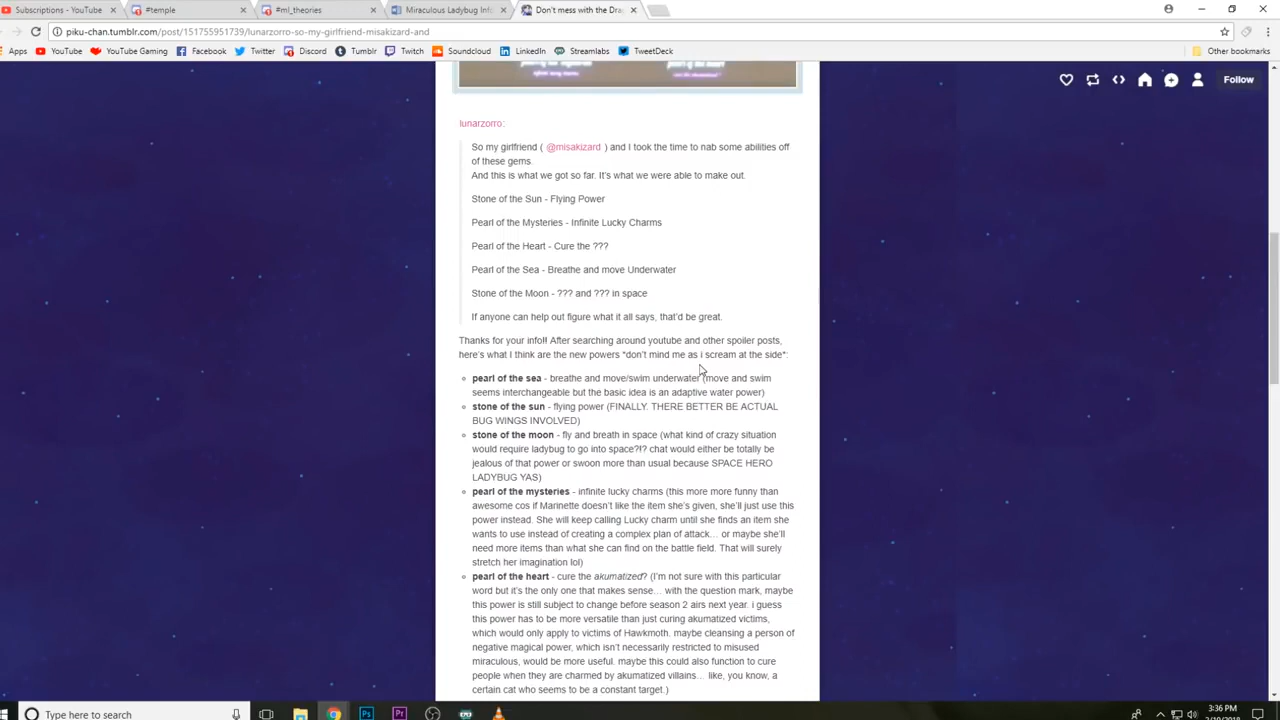 Subscriptions - YouTube
#temple
#ml_theories
Miraculous Ladybug Inf
Don't mess with the Dra
piku-chan.tumblr.com/post/151755951739/lunarzorro-so-my-girlfriend-misakizard-and
Apps YouTube YouTube Gaming Facebook Twitter Discord Tumblr Twitch Soundcloud LinkedIn Streamlabs TweetDeck Other bookmarks
Follow
lunarzorro:
So my girlfriend ( @misakizard ) and I took the time to nab some abilities off
of these gems
And this is what we got so far. It's what we were able to make out.
Stone of the Sun - Flying Power
Pearl of the Mysteries - Infinite Lucky Charms
Pearl of the Heart - Cure the ???
Pearl of the Sea - Breathe and move Underwater
Stone of the Moon - ??? and ??? in space
If anyone can help out figure what it all says, that'd be great.
Thanks for your info!! After searching around youtube and other spoiler posts,
here's what I think are the new powers *don't mind me as i scream at the side*:
pearl of the sea - breathe and move/swim underwater (move and swim
seems interchangeable but the basic idea is an adaptive water power)
stone of the sun - flying power (FINALLY. THERE BETTER BE ACTUAL
BUG WINGS INVOLVED)
stone of the moon - fly and breath in space (what kind of crazy situation
would require ladybug to go into space?!? chat would either be totally be
jealous of that power or swoon more than usual because SPACE HERO
LADYBUG YAS)
pearl of the mysteries - infinite lucky charms (this more more funny than
awesome cos if Marinette doesn't like the item she's given, she'll just use this
power instead. She will keep calling Lucky charm until she finds an item she
wants to use instead of creating a complex plan of attack... or maybe she'll
need more items than what she can find on the battle field. That will surely
stretch her imagination lol)
pearl of the heart - cure the akumatized? (I'm not sure with this particular
word but it's the only one that makes sense... with the question mark, maybe
this power is still subject to change before season 2 airs next year. i guess
this power has to be more versatile than just curing akumatized victims,
which would only apply to victims of Hawkmoth. maybe cleansing a person of
negative magical power, which isn't necessarily restricted to misused
miraculous, would be more useful. maybe this could also function to cure
people when they are charmed by akumatized villains... like, you know, a
certain cat who seems to be a constant target.)
Type here to search
3:36 PM